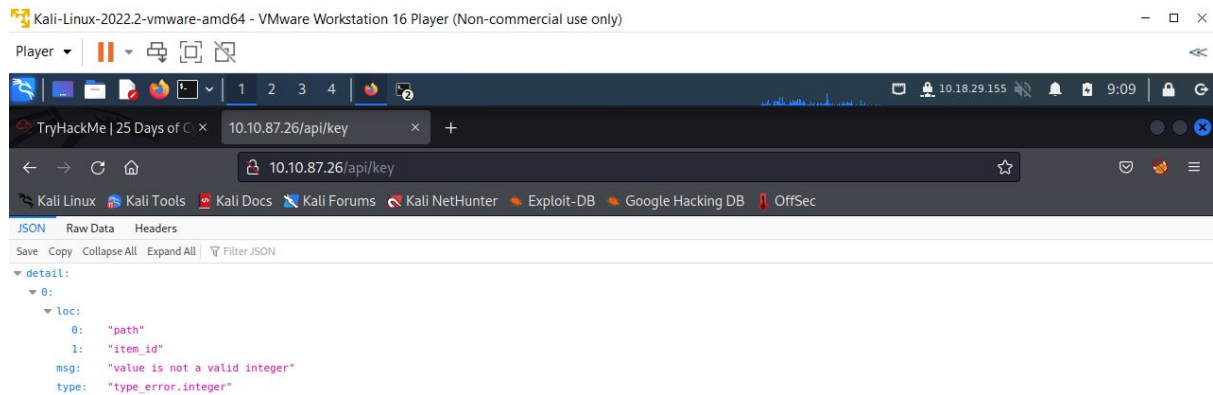 Kali-Linux-2022.2-vmware-amd64 - VMware Workstation 16 Player (Non-commercial use only)
Player
1 2 3 4 10.18.29.155 9:09
TryHackMe | 25 Days of Cy 10.10.87.26/api/key
10.10.87.26/api/key
Kali Linux Kali Tools Kali Docs Kali Forums Kali NetHunter Exploit-DB Google Hacking DB OffSec
JSON Raw Data Headers
Save Copy Collapse All Expand All Filter JSON
detail:
0:
loc:
0: "path"
1: "item_id"
msg: "value is not a valid integer"
type: "type_error.integer"